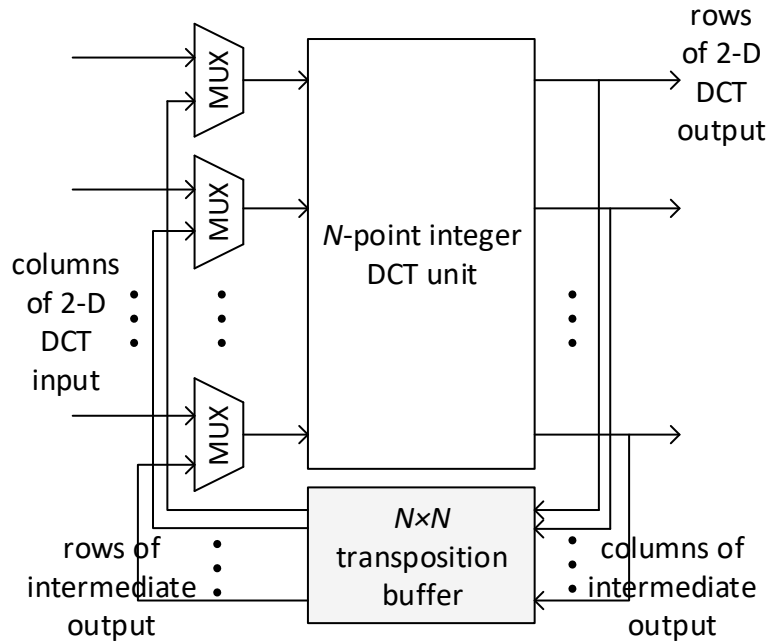 MUX
rows
of 2-D
DCT
output
MUX
N-point integer
DCT unit
columns
of 2-D
DCT
input
MUX
N×N
transposition
buffer
rows of
intermediate
output
columns of
intermediate
output